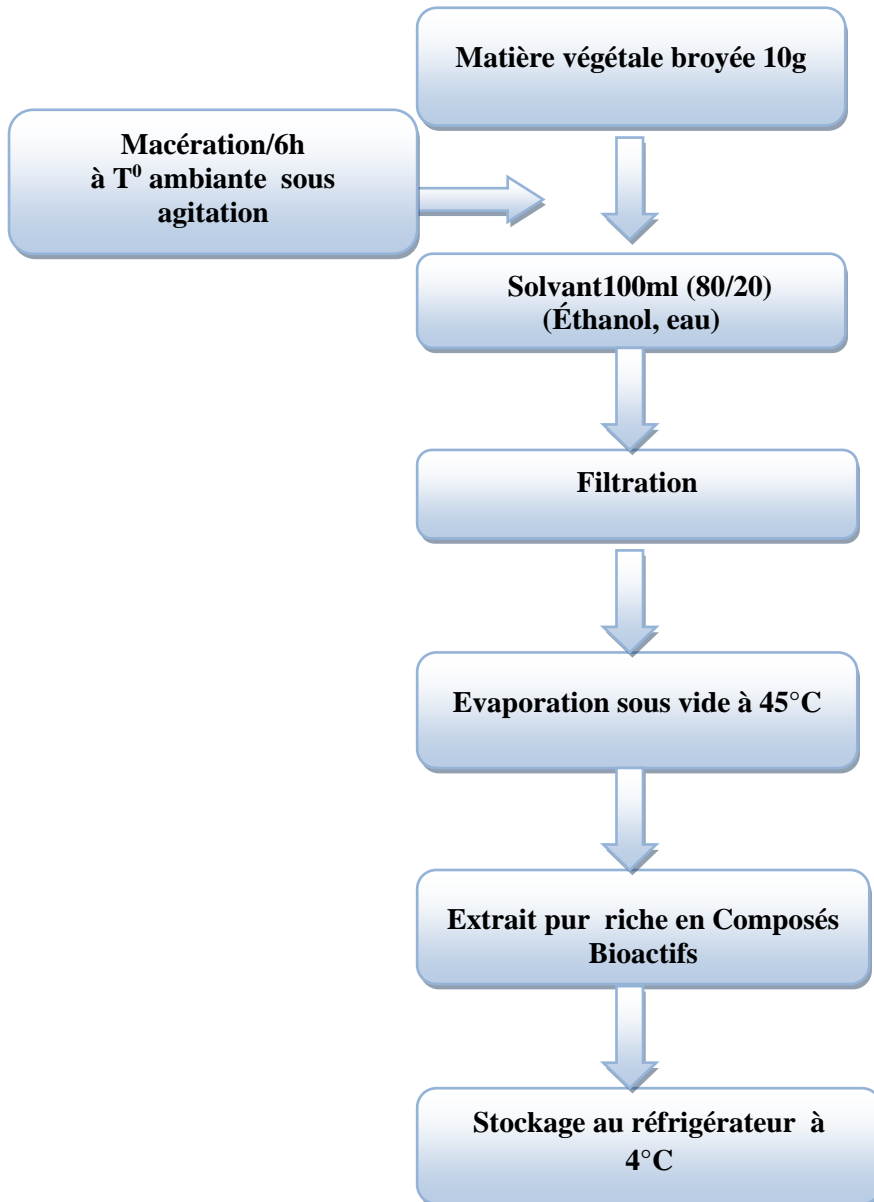 Matière végétale broyée 10g
Macération/6h
à T⁰ ambiante sous
agitation
Solvant100ml (80/20)
(Éthanol, eau)
Filtration
Evaporation sous vide à 45°C
Extrait pur riche en Composés
Bioactifs
Stockage au réfrigérateur à
4°C